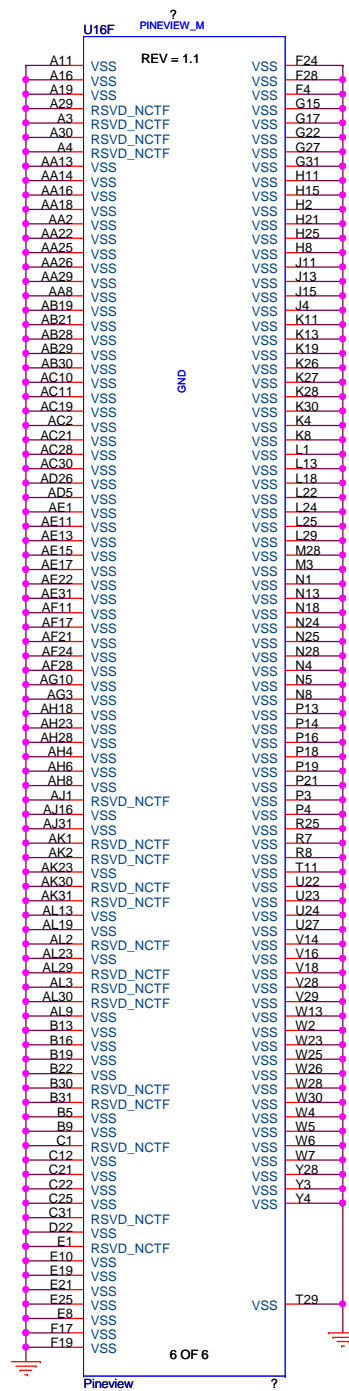 ?
U16F PINEVIEW_M
REV = 1.1
A11 VSS VSS F24
A16 VSS VSS F28
A19 VSS VSS F4
A29 RSVD_NCTF VSS G15
A3 RSVD_NCTF VSS G17
A30 RSVD_NCTF VSS G22
A4 RSVD_NCTF VSS G27
AA13 VSS VSS G31
AA14 VSS VSS H11
AA16 VSS VSS H15
AA18 VSS VSS H2
AA2 VSS VSS H21
AA22 VSS VSS H25
AA25 VSS VSS H8
AA26 VSS VSS J11
AA29 VSS VSS J13
AA8 VSS VSS J15
AB19 VSS VSS J4
AB21 VSS VSS K11
AB28 VSS VSS K13
AB29 VSS VSS K19
AB30 VSS VSS K26
AC10 VSS VSS K27
GND
AC11 VSS VSS K28
AC19 VSS VSS K30
AC2 VSS VSS K4
AC21 VSS VSS K8
AC28 VSS VSS L1
AC30 VSS VSS L13
AD26 VSS VSS L18
AD5 VSS VSS L22
AE1 VSS VSS L24
AE11 VSS VSS L25
AE13 VSS VSS L29
AE15 VSS VSS M28
AE17 VSS VSS M3
AE22 VSS VSS N1
AE31 VSS VSS N13
AF11 VSS VSS N18
AF17 VSS VSS N24
AF21 VSS VSS N25
AF24 VSS VSS N28
AF28 VSS VSS N4
AG10 VSS VSS N5
AG3 VSS VSS N8
AH18 VSS VSS P13
AH23 VSS VSS P14
AH28 VSS VSS P16
AH4 VSS VSS P18
AH6 VSS VSS P19
AH8 VSS VSS P21
AJ1 RSVD_NCTF VSS P3
AJ16 VSS VSS P4
AJ31 VSS VSS R25
AK1 RSVD_NCTF VSS R7
AK2 RSVD_NCTF VSS R8
AK23 VSS VSS T11
AK30 RSVD_NCTF VSS U22
AK31 RSVD_NCTF VSS U23
AL13 VSS VSS U24
AL19 VSS VSS U27
AL2 RSVD_NCTF VSS V14
AL23 VSS VSS V16
AL29 RSVD_NCTF VSS V18
AL3 RSVD_NCTF VSS V28
AL30 RSVD_NCTF VSS V29
AL9 VSS VSS W13
B13 VSS VSS W2
B16 VSS VSS W23
B19 VSS VSS W25
B22 VSS VSS W26
B30 RSVD_NCTF VSS W28
B31 RSVD_NCTF VSS W30
B5 VSS VSS W4
B9 VSS VSS W5
C1 RSVD_NCTF VSS W6
C12 VSS VSS W7
C21 VSS VSS Y28
C22 VSS VSS Y3
C25 VSS VSS Y4
C31 RSVD_NCTF
D22 VSS
E1 RSVD_NCTF
E10 VSS
E19 VSS
E21 VSS
E25 VSS VSS T29
E8 VSS
F17 VSS
F19 VSS
6 OF 6
Pineview ?